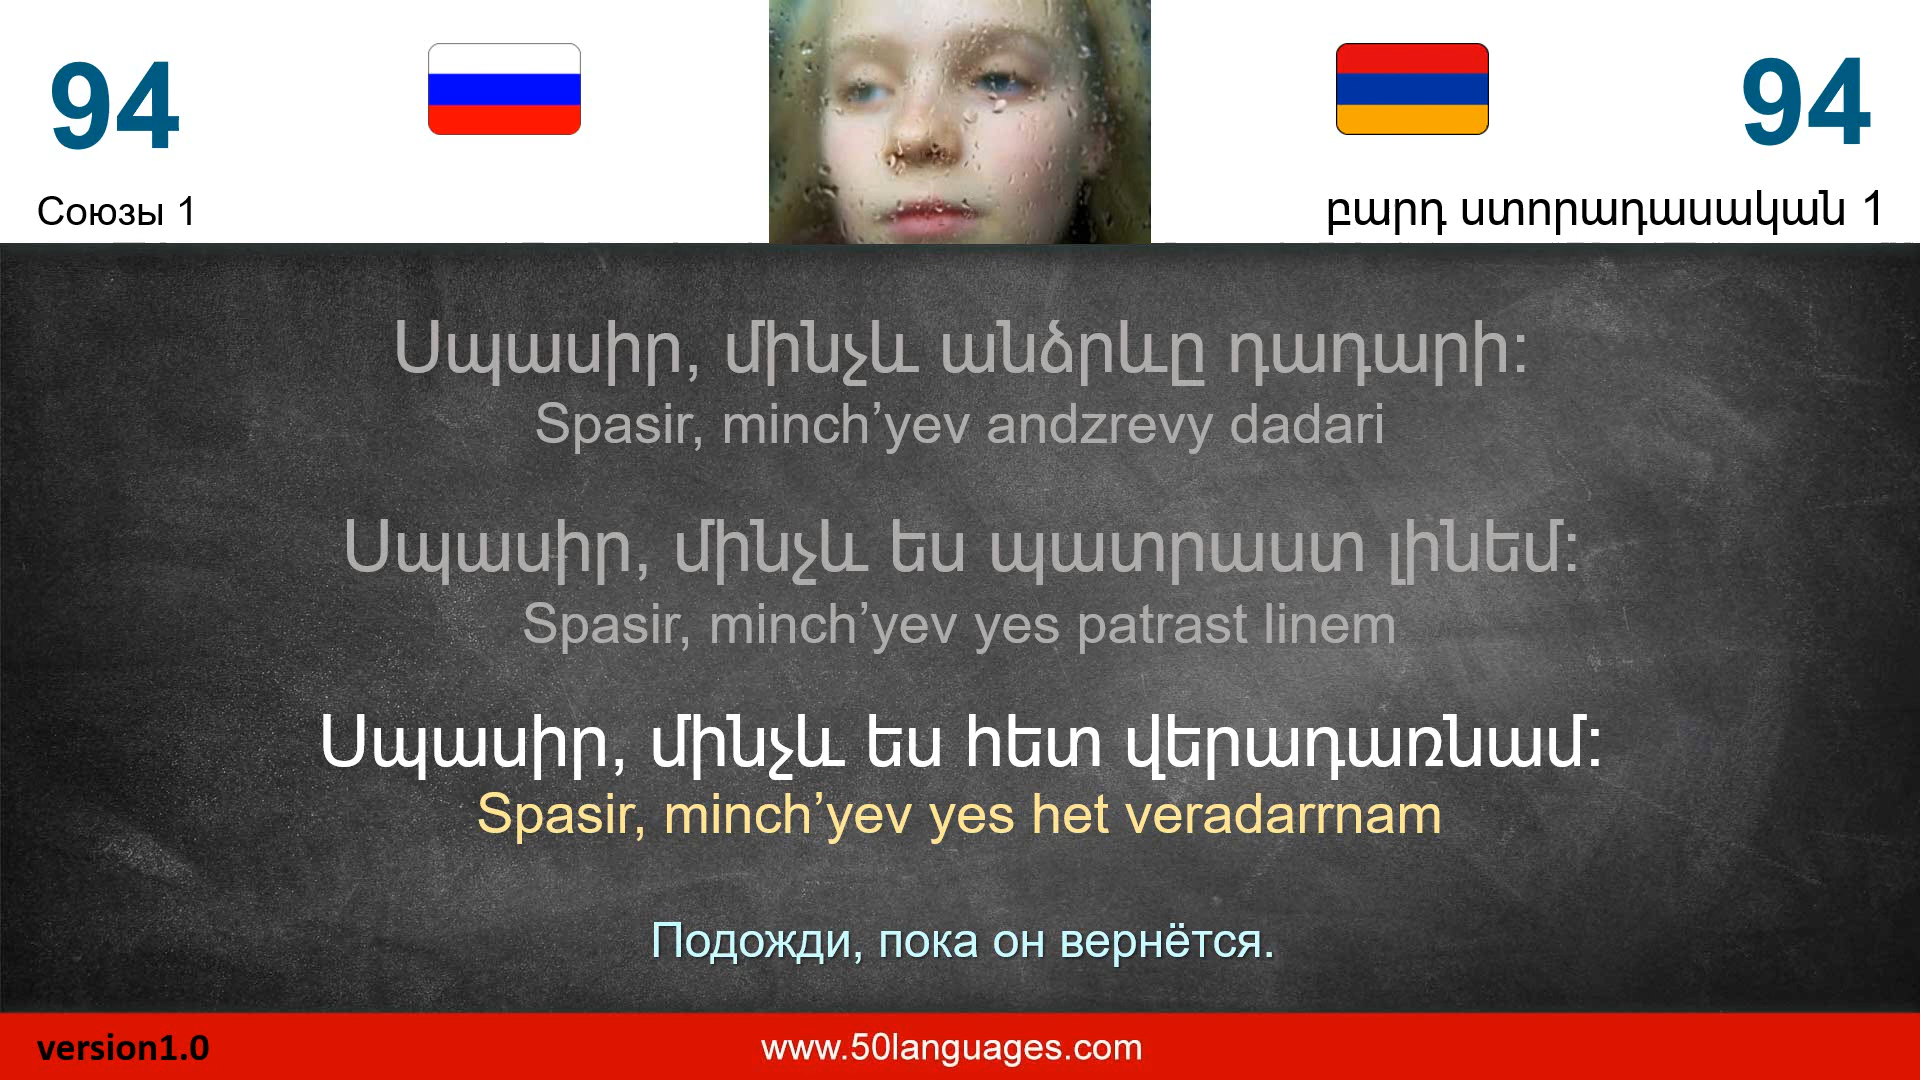 94
94
Союзы 1
բարդ ստորադասական 1
Սպասիր, մինչև անձրևը դադարի:
Spasir, minch’yev andzrevy dadari
Սպասիր, մինչև ես պատրաստ լինեմ:
Spasir, minch’yev yes patrast linem
Սպասիր, մինչև ես հետ վերադառնամ:
Spasir, minch’yev yes het veradarrnam
Подожди, пока он вернётся.
version1.0
www.50languages.com